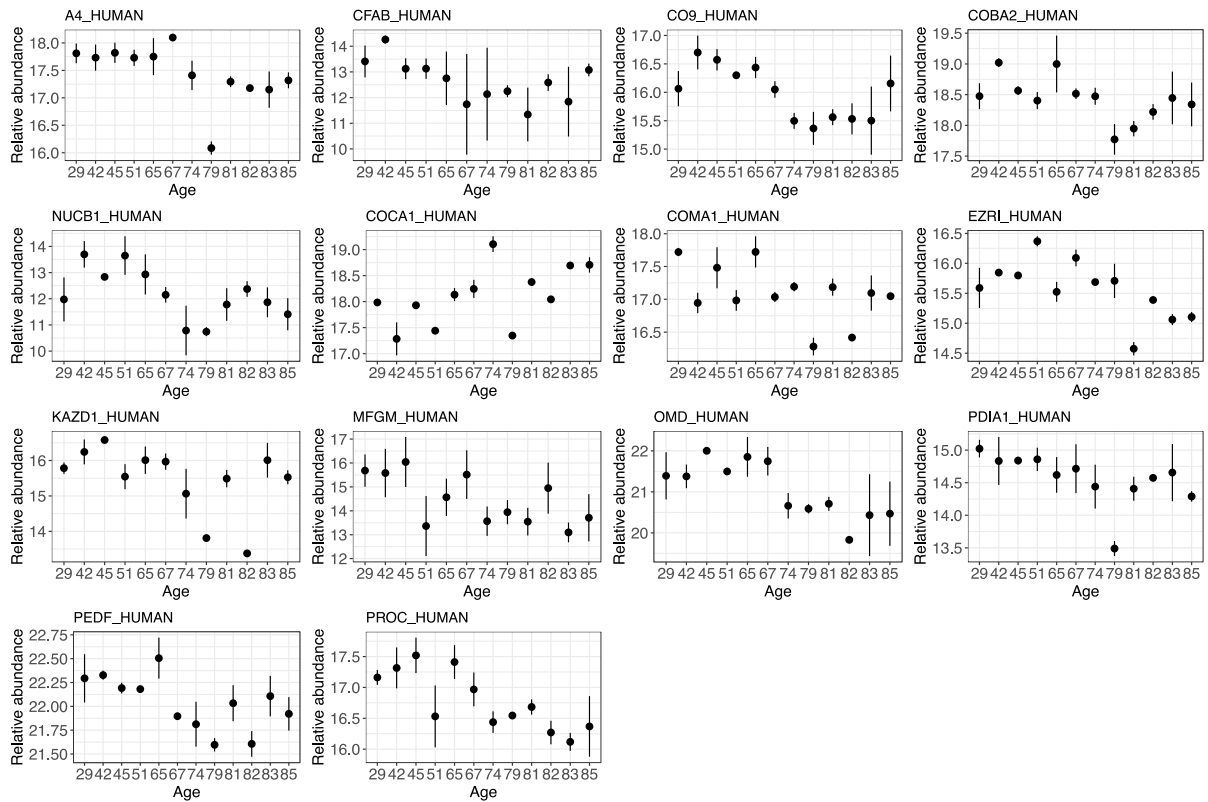 A4_HUMAN
Relative abundance
18.0
17.5
17.0
16.5
16.0
29 42 45 51 65 67 74 79 81 82 83 85
Age
CFAB_HUMAN
Relative abundance
14
13
12
11
10
29 42 45 51 65 67 74 79 81 82 83 85
Age
CO9_HUMAN
Relative abundance
17.0
16.5
16.0
15.5
15.0
29 42 45 51 65 67 74 79 81 82 83 85
Age
COBA2_HUMAN
Relative abundance
19.5
19.0
18.5
18.0
17.5
29 42 45 51 65 67 74 79 81 82 83 85
Age
NUCB1_HUMAN
Relative abundance
14
13
12
11
10
29 42 45 51 65 67 74 79 81 82 83 85
Age
COCA1_HUMAN
Relative abundance
19.0
18.5
18.0
17.5
17.0
29 42 45 51 65 67 74 79 81 82 83 85
Age
COMA1_HUMAN
Relative abundance
18.0
17.5
17.0
16.5
29 42 45 51 65 67 74 79 81 82 83 85
Age
EZRI_HUMAN
Relative abundance
16.5
16.0
15.5
15.0
14.5
29 42 45 51 65 67 74 79 81 82 83 85
Age
KAZD1_HUMAN
Relative abundance
16
15
14
29 42 45 51 65 67 74 79 81 82 83 85
Age
MFGM_HUMAN
Relative abundance
17
16
15
14
13
12
29 42 45 51 65 67 74 79 81 82 83 85
Age
OMD_HUMAN
Relative abundance
22
21
20
29 42 45 51 65 67 74 79 81 82 83 85
Age
PDIA1_HUMAN
Relative abundance
15.0
14.5
14.0
13.5
29 42 45 51 65 67 74 79 81 82 83 85
Age
PEDF_HUMAN
Relative abundance
22.75
22.50
22.25
22.00
21.75
21.50
29 42 45 51 65 67 74 79 81 82 83 85
Age
PROC_HUMAN
Relative abundance
17.5
17.0
16.5
16.0
29 42 45 51 65 67 74 79 81 82 83 85
Age